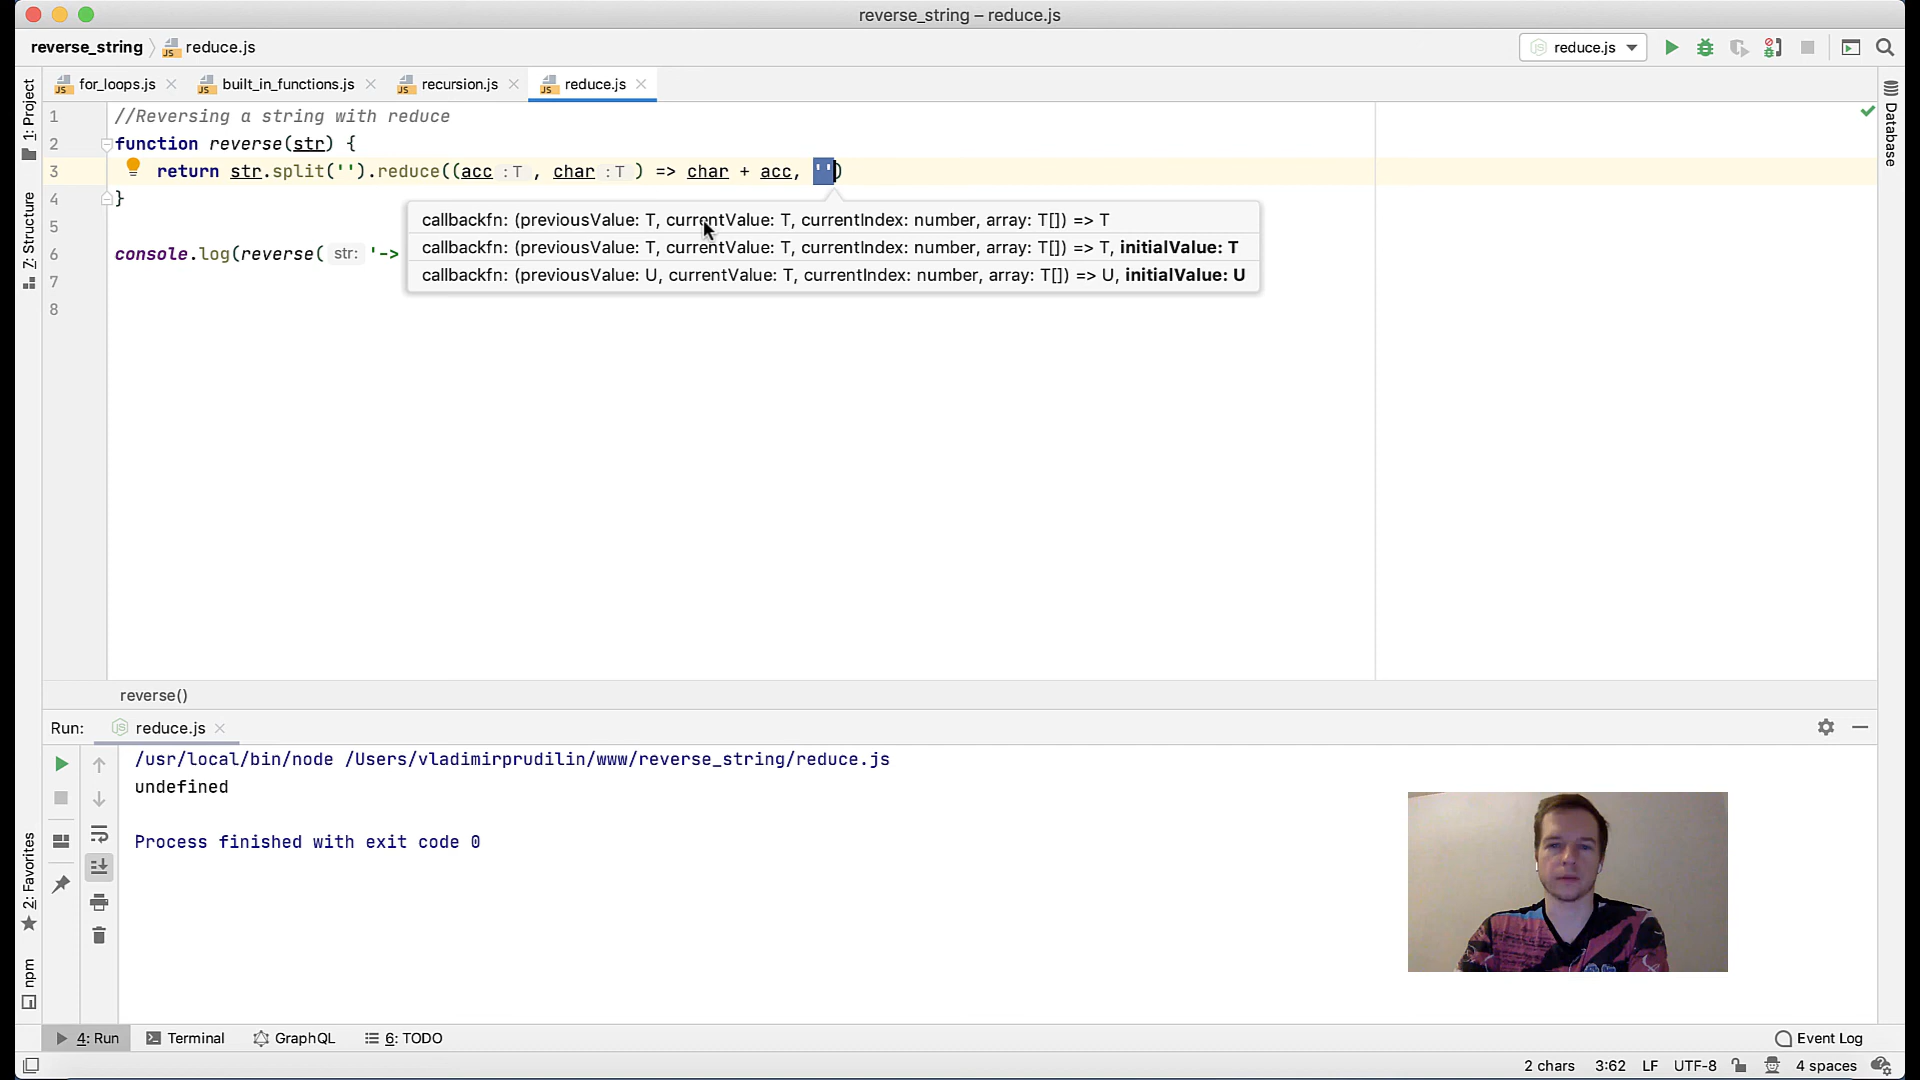 reverse_string – reduce.js
reverse_string reduce.js
reduce.js
for_loops.js built_in_functions.js recursion.js reduce.js
1: Project
7: Structure
2: Favorites
npm
Database
1 //Reversing a string with reduce
2 function reverse(str) {
3 return str.split('').reduce((acc :T , char :T ) => char + acc, '')
4 }
5
6 console.log(reverse( str: '->
7
8
callbackfn: (previousValue: T, currentValue: T, currentIndex: number, array: T[]) => T
callbackfn: (previousValue: T, currentValue: T, currentIndex: number, array: T[]) => T, initialValue: T
callbackfn: (previousValue: U, currentValue: T, currentIndex: number, array: T[]) => U, initialValue: U
reverse()
Run: reduce.js
/usr/local/bin/node /Users/vladimirprudilin/www/reverse_string/reduce.js
undefined
Process finished with exit code 0
4: Run Terminal GraphQL 6: TODO Event Log
2 chars 3:62 LF UTF-8 4 spaces